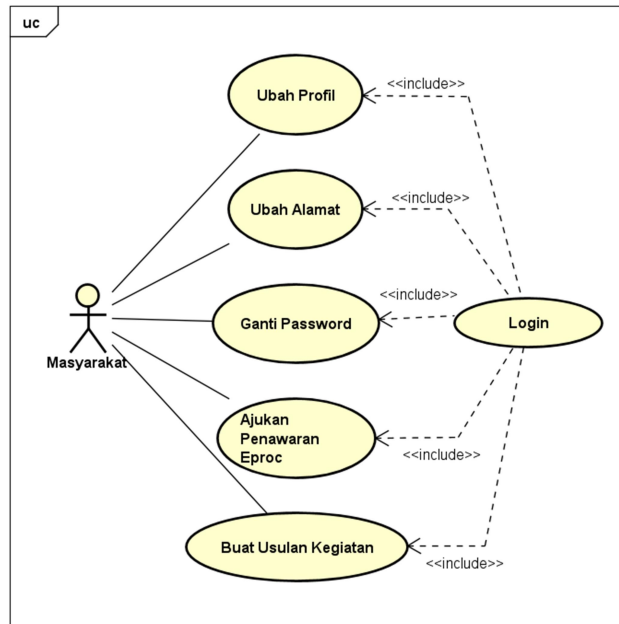 uc
Ubah Profil
<<include>>
Ubah Alamat
<<include>>
Ganti Password
<<include>>
Login
Masyarakat
Ajukan
Penawaran
Eproc
<<include>>
Buat Usulan Kegiatan
<<include>>